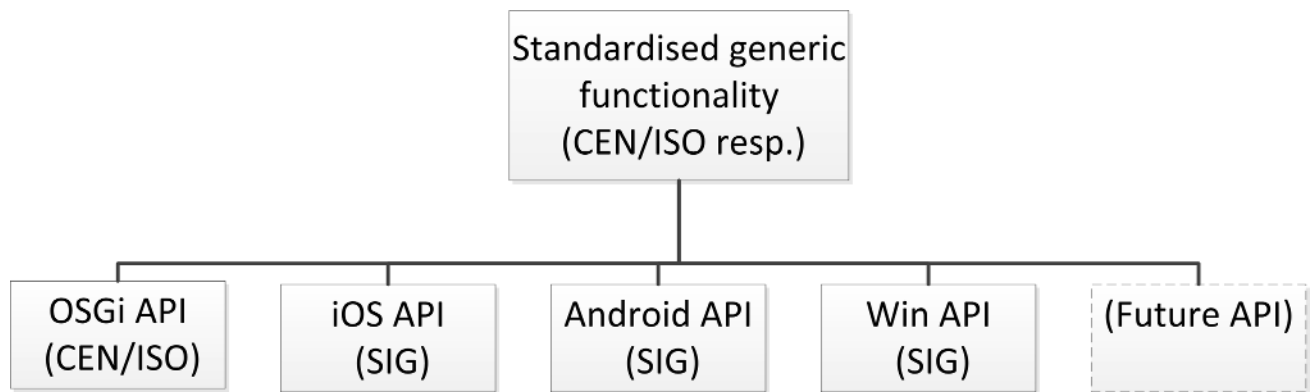 Standardised generic
functionality
(CEN/ISO resp.)
OSGi API
(CEN/ISO)
iOS API
(SIG)
Android API
(SIG)
Win API
(SIG)
(Future API)